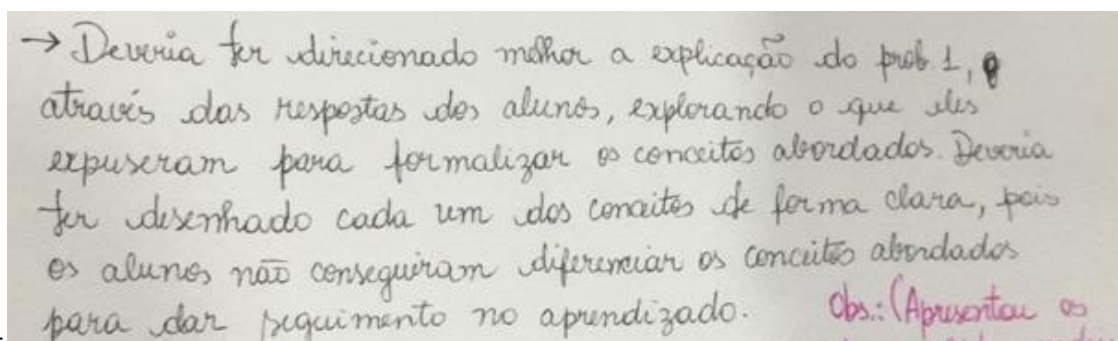 → Deveria ter direcionado melhor a explicação do prob 1,
através das respostas dos alunos, explorando o que eles
expuseram para formalizar os conceitos abordados. Deveria
ter desenhado cada um dos conceitos de forma clara, pois
os alunos não conseguiram diferenciar os conceitos abordados
para dar seguimento no aprendizado. Obs.: (Apresentou os